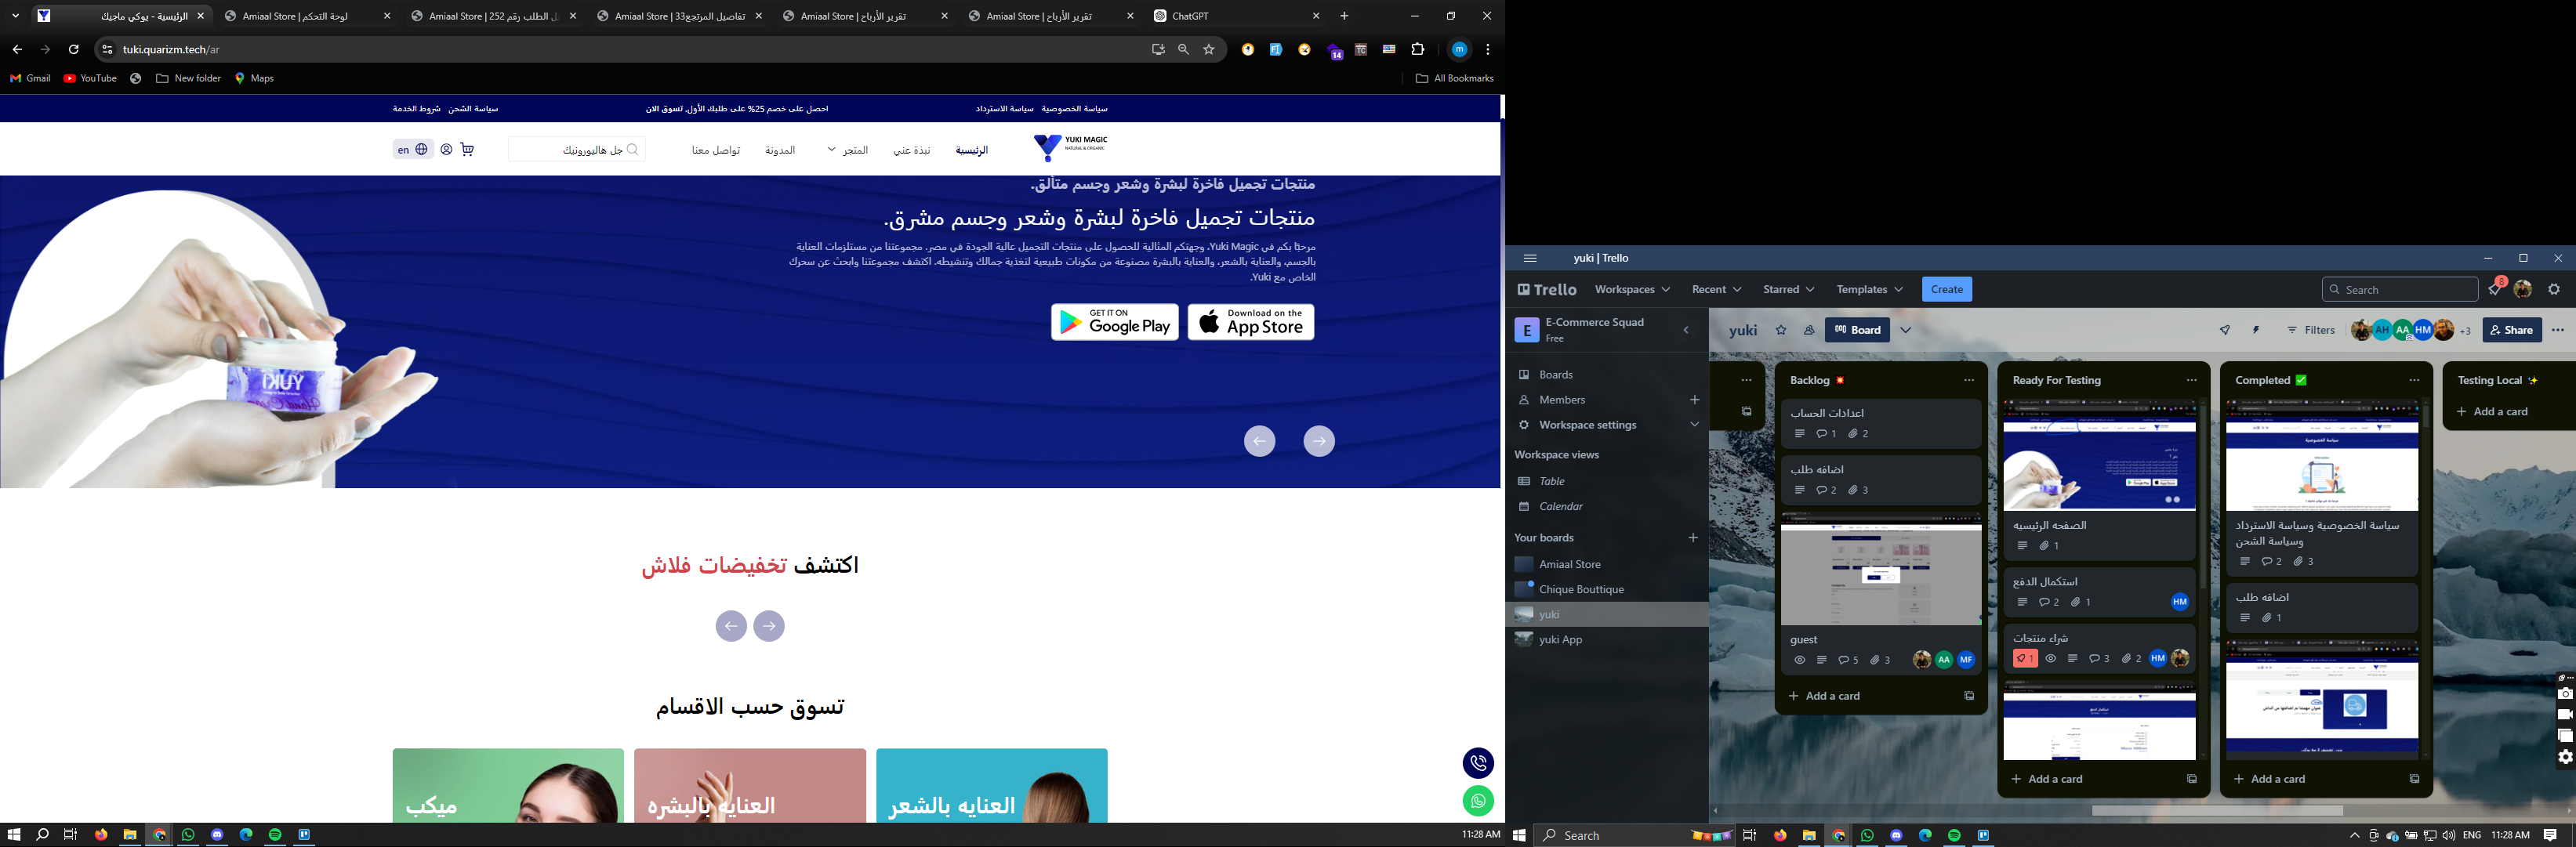 الرئيسية - يوكي ماجيك
Amiaal Store | لوحة التحكم
Amiaal Store | ل الطلب رقم 252
Amiaal Store | تفاصيل المرتجع33
Amiaal Store | تقرير الأرباح
Amiaal Store | تقرير الأرباح
ChatGPT
tuki.quarizm.tech/ar
14
m
Gmail
YouTube
New folder
Maps
All Bookmarks
سياسة الخصوصية سياسة الاسترداد
احصل على خصم 25% على طلبك الأول, تسوق الان
سياسة الشحن شروط الخدمة
YUKI MAGIC
NATURAL & ORGANIC
الرئيسية
نبذة عني
المتجر
المدونة
تواصل معنا
جل هاليورونيك
en
منتجات تجميل فاخرة لبشرة وشعر وجسم متألق.
منتجات تجميل فاخرة لبشرة وشعر وجسم مشرق.
مرحبًا بكم في Yuki Magic، وجهتكم المثالية للحصول على منتجات التجميل عالية الجودة في مصر. مجموعتنا من مستلزمات العناية
بالجسم، والعناية بالشعر، والعناية بالبشرة مصنوعة من مكونات طبيعية لتغذية جمالك وتنشيطه. اكتشف مجموعتنا وابحث عن سحرك
الخاص مع Yuki.
GET IT ON
Google Play
Download on the
App Store
YUKI
Hand Cream
اكتشف تخفيضات فلاش
تسوق حسب الاقسام
العنايه بالشعر
العنايه بالبشره
ميكب
11:28 AM
yuki | Trello
Trello
Workspaces
Recent
Starred
Templates
Create
Search
8
E
E-Commerce Squad
Free
Boards
Members
Workspace settings
Workspace views
Table
Calendar
Your boards
Amiaal Store
Chique Bouttique
yuki
yuki App
yuki
Board
Filters
AH
AA
HM
+3
Share
Backlog
اعدادات الحساب
1
2
اضافه طلب
2
3
guest
5
3
AA
MF
Add a card
Ready For Testing
الصفحه الرئيسيه
1
استكمال الدفع
2
1
HM
شراء منتجات
1
3
2
HM
Add a card
Completed
سياسة الخصوصية وسياسة الاسترداد
وسياسة الشحن
2
3
اضافه طلب
1
Add a card
Testing Local
Add a card
Search
ENG
11:28 AM